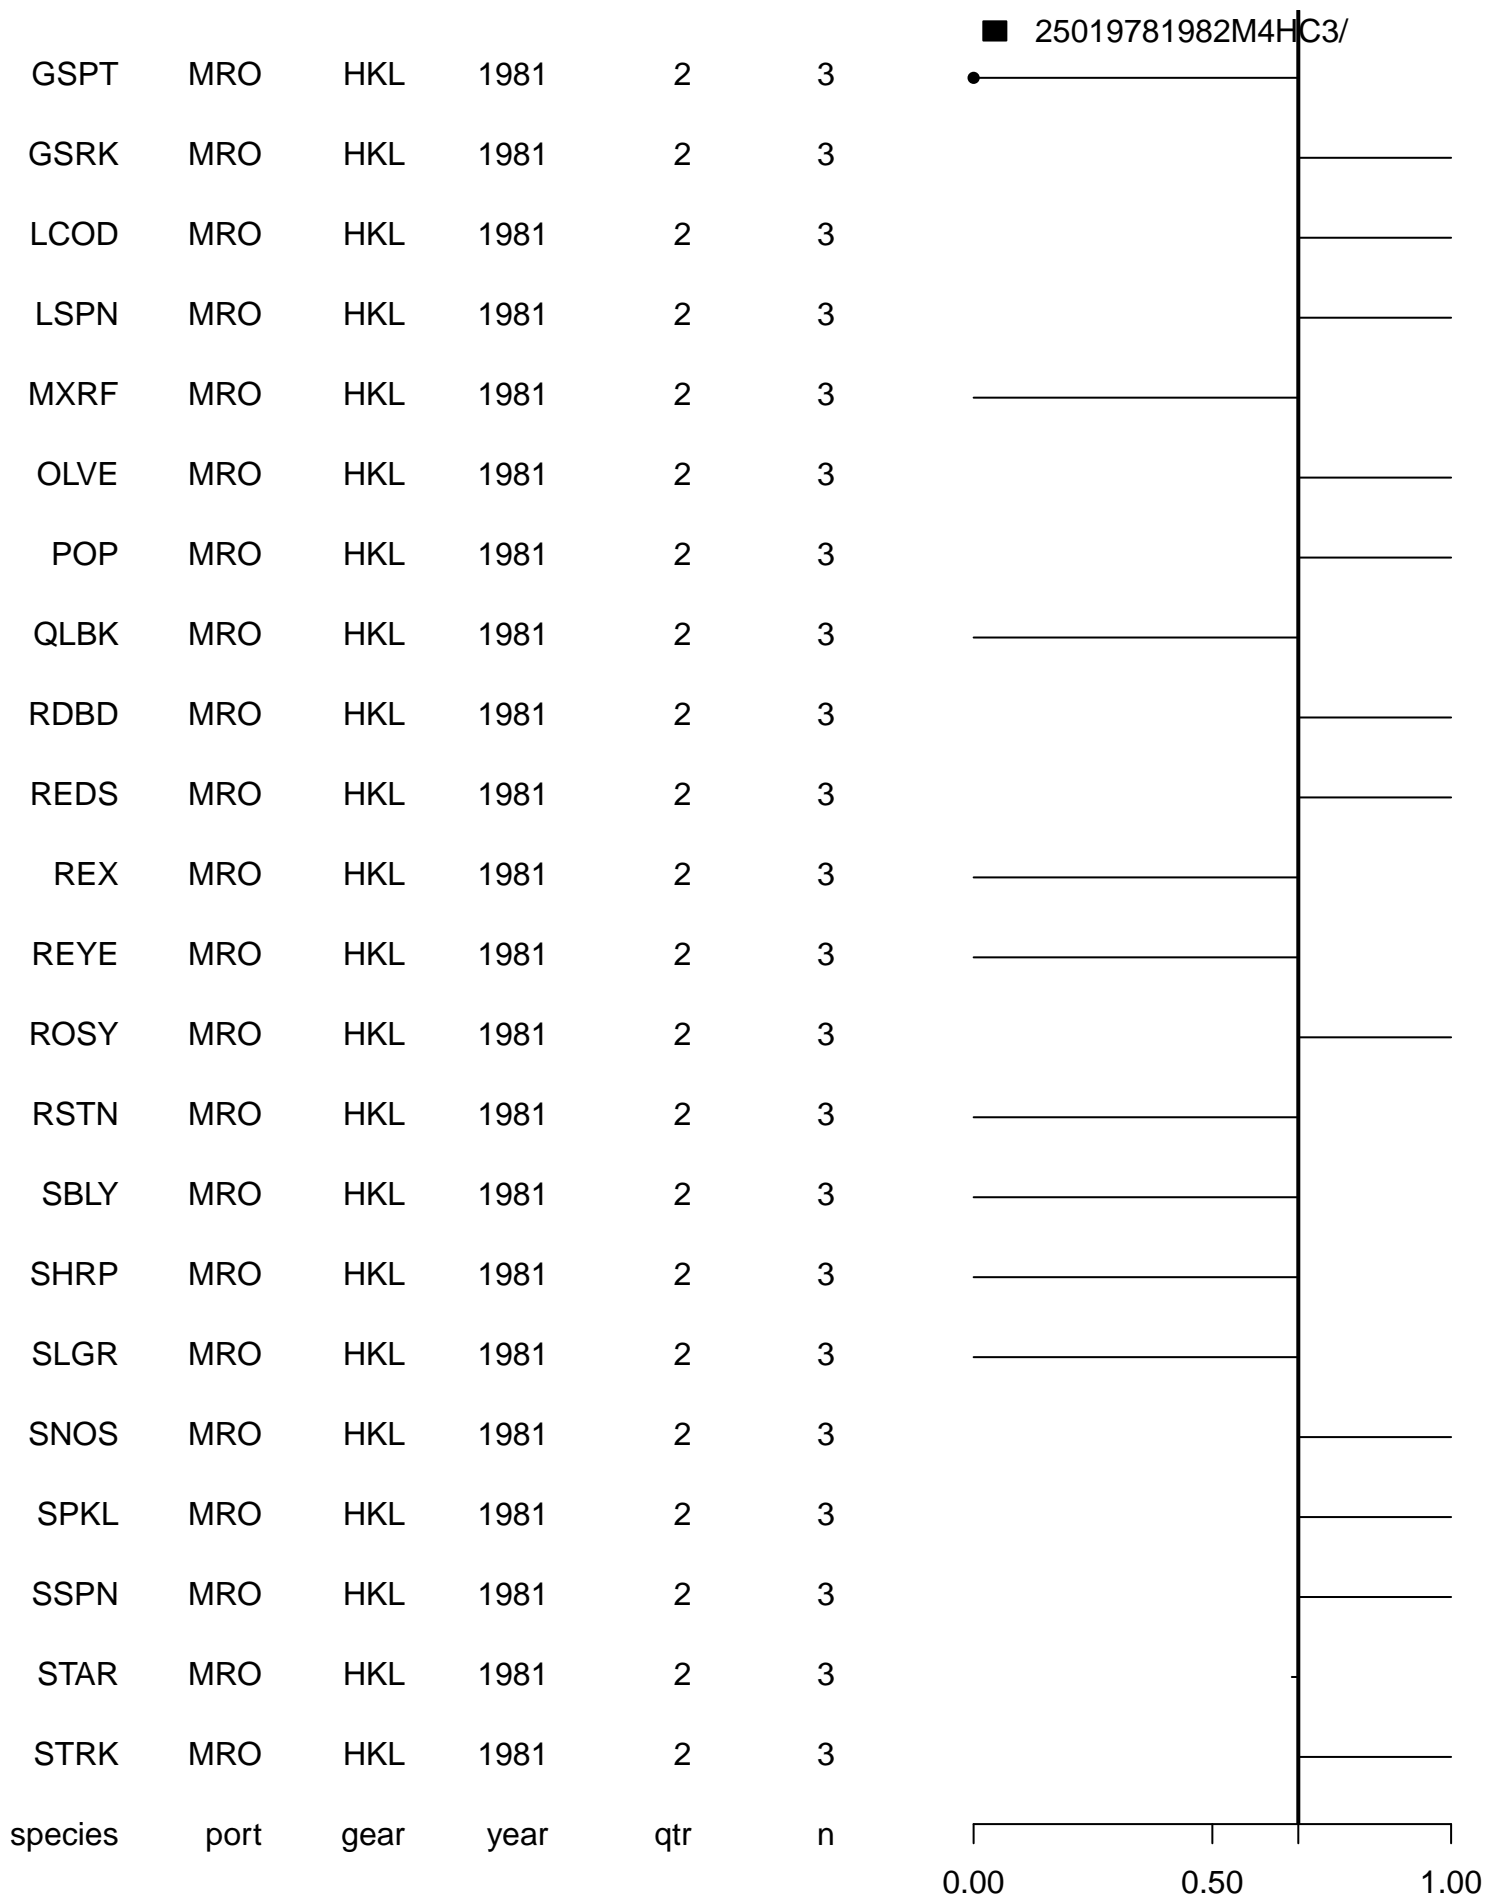 25019781982M4HC3/
GSPT MRO HKL 1981 2 3
GSRK MRO HKL 1981 2 3
LCOD MRO HKL 1981 2 3
LSPN MRO HKL 1981 2 3
MXRF MRO HKL 1981 2 3
OLVE MRO HKL 1981 2 3
POP MRO HKL 1981 2 3
QLBK MRO HKL 1981 2 3
RDBD MRO HKL 1981 2 3
REDS MRO HKL 1981 2 3
REX MRO HKL 1981 2 3
REYE MRO HKL 1981 2 3
ROSY MRO HKL 1981 2 3
RSTN MRO HKL 1981 2 3
SBLY MRO HKL 1981 2 3
SHRP MRO HKL 1981 2 3
SLGR MRO HKL 1981 2 3
SNOS MRO HKL 1981 2 3
SPKL MRO HKL 1981 2 3
SSPN MRO HKL 1981 2 3
STAR MRO HKL 1981 2 3
STRK MRO HKL 1981 2 3
species port gear year qtr n
0.00 0.50 1.00